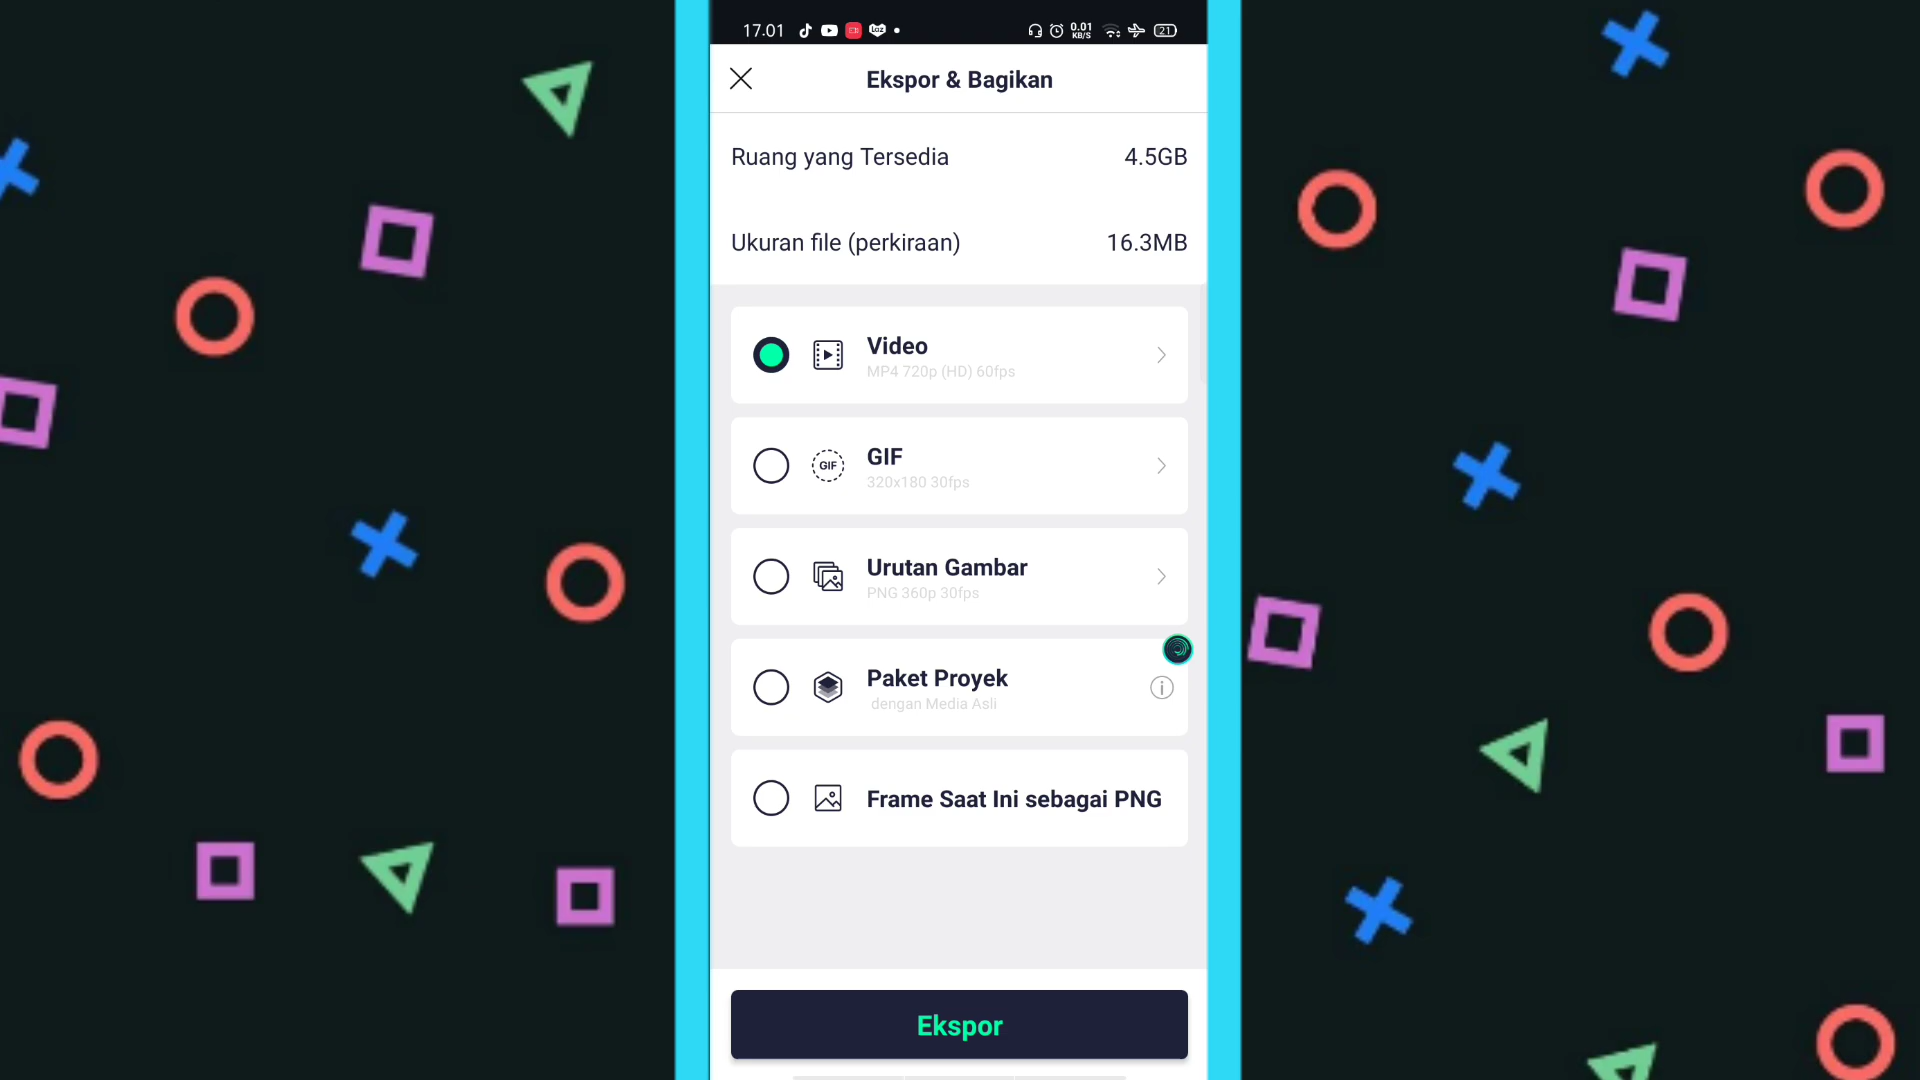 17.01 0.01 KB/S 21
Ekspor & Bagikan
Ruang yang Tersedia 4.5GB
Ukuran file (perkiraan) 16.3MB
Video
MP4 720p (HD) 60fps
GIF GIF
320x180 30fps
Urutan Gambar
PNG 360p 30fps
Paket Proyek
dengan Media Asli
Frame Saat Ini sebagai PNG
Ekspor